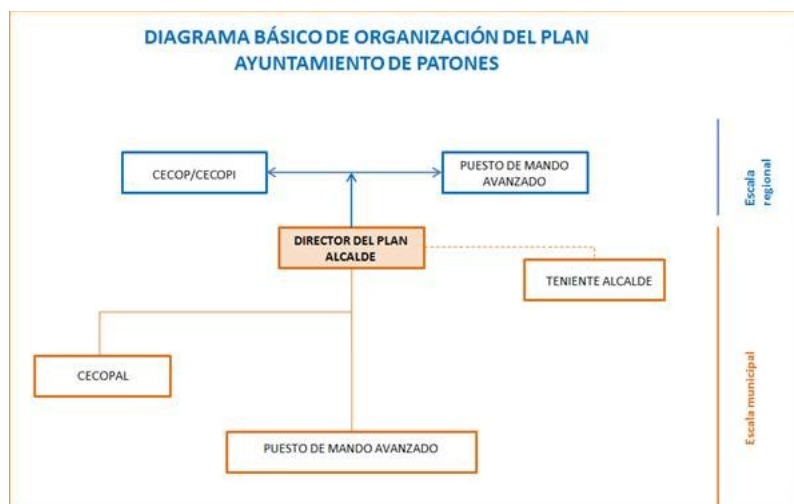 DIAGRAMA BÁSICO DE ORGANIZACIÓN DEL PLAN
AYUNTAMIENTO DE PATONES
CECOP/CECOPI
PUESTO DE MANDO
AVANZADO
Escala
regional
DIRECTOR DEL PLAN
ALCALDE
TENIENTE ALCALDE
CECOPAL
PUESTO DE MANDO AVANZADO
Escala municipal